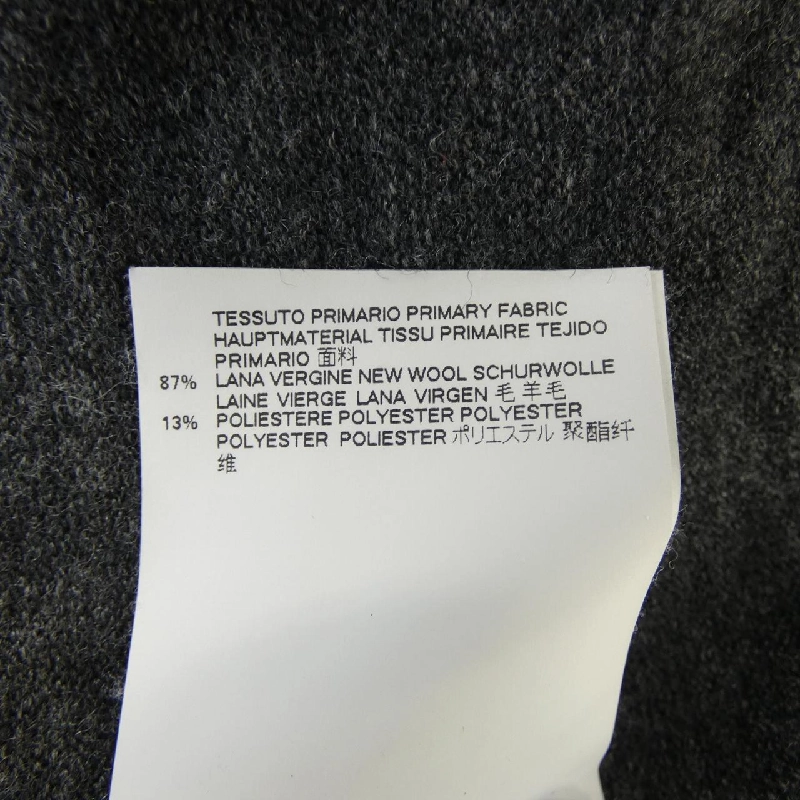 TESSUTO PRIMARIO PRIMARY FABRIC
HAUPTMATERIAL TISSU PRIMAIRE TEJIDO
PRIMARIO 面料
87% LANA VERGINE NEW WOOL SCHURWOLLE
LAINE VIERGE LANA VIRGEN 毛 羊毛
13% POLIESTERE POLYESTER POLYESTER
POLYESTER POLIESTER ポリエステル 聚酯纤
维